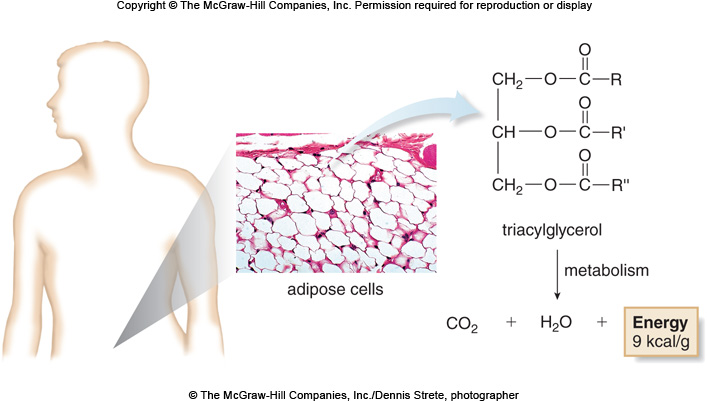 Copyright © The McGraw-Hill Companies, Inc. Permission required for reproduction or display
O
CH₂—O—C—R
O
CH—O—C—R'
O
CH₂—O—C—R"
triacylglycerol
metabolism
adipose cells
CO₂ + H₂O + Energy
9 kcal/g
© The McGraw-Hill Companies, Inc./Dennis Strete, photographer